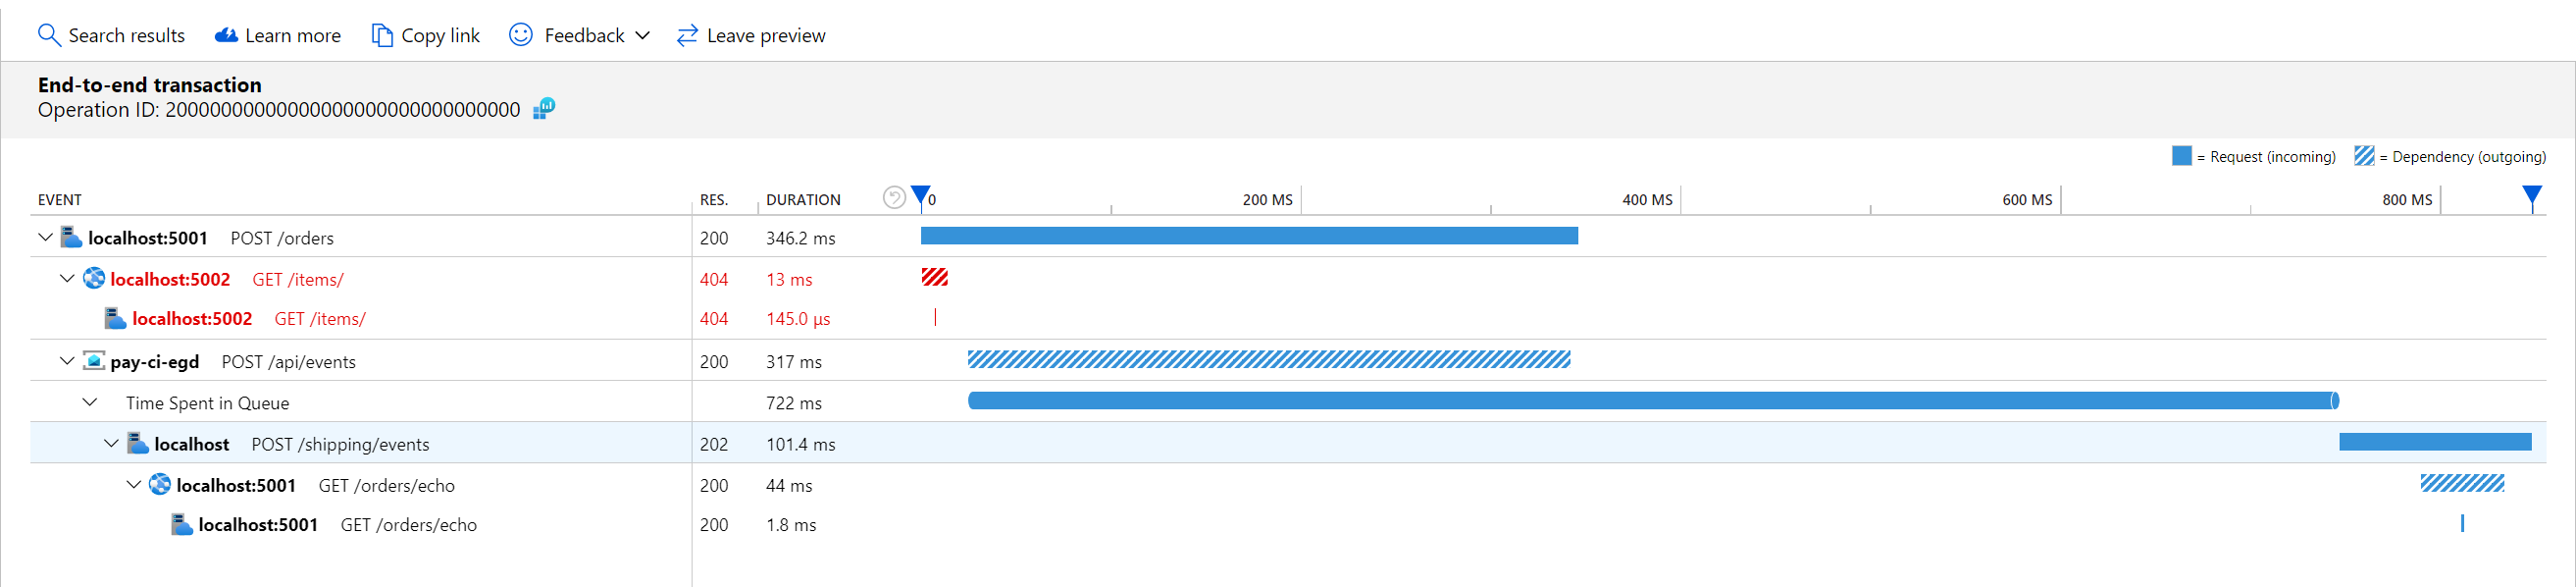 Search results Learn more Copy link Feedback Leave preview
End-to-end transaction
Operation ID: 20000000000000000000000000000000
= Request (incoming) = Dependency (outgoing)
EVENT RES. DURATION 0 200 MS 400 MS 600 MS 800 MS
localhost:5001 POST /orders 200 346.2 ms
localhost:5002 GET /items/ 404 13 ms
localhost:5002 GET /items/ 404 145.0 µs
pay-ci-egd POST /api/events 200 317 ms
Time Spent in Queue 722 ms
localhost POST /shipping/events 202 101.4 ms
localhost:5001 GET /orders/echo 200 44 ms
localhost:5001 GET /orders/echo 200 1.8 ms